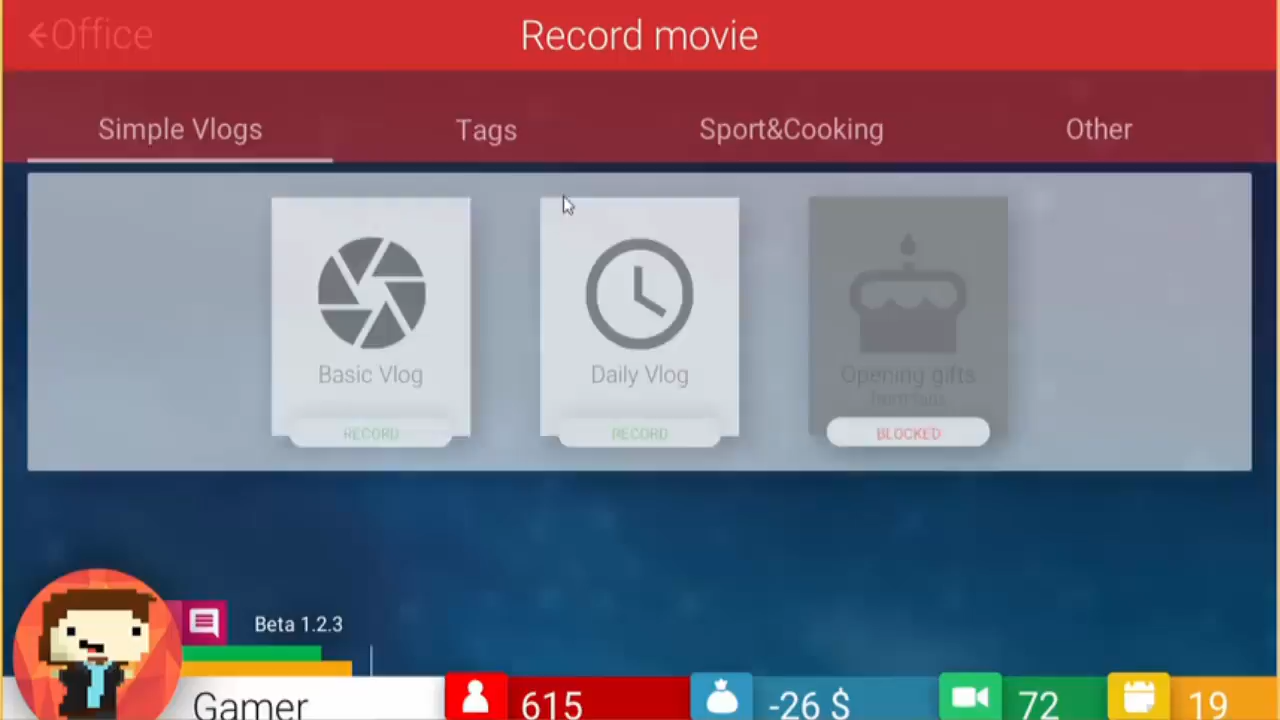 Office
Record movie
Simple Vlogs
Tags
Sport&Cooking
Other
Basic Vlog
Daily Vlog
Opening gifts
RECORD
RECORD
BLOCKED
Beta 1.2.3
Gamer
615
-26 $
72
19